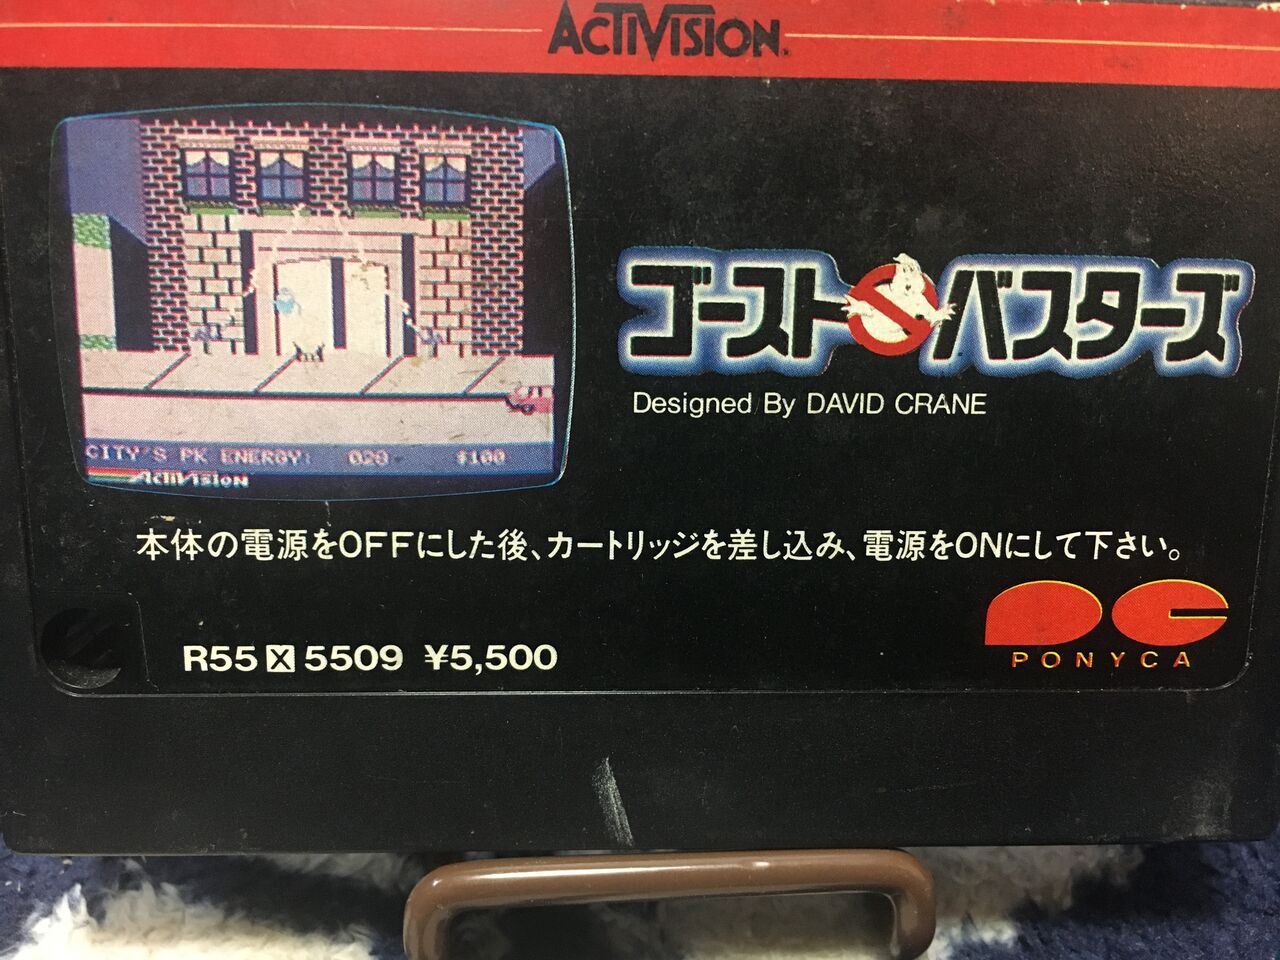 ACTIVISION.
ゴーストバスターズ
Designed By DAVID CRANE
CITY'S PK ENERGY: 028 $100
ACTIVISION
本体の電源をOFFにした後、カートリッジを差し込み、電源をONにして下さい。
R55 X 5509 ¥5,500
PONYCA